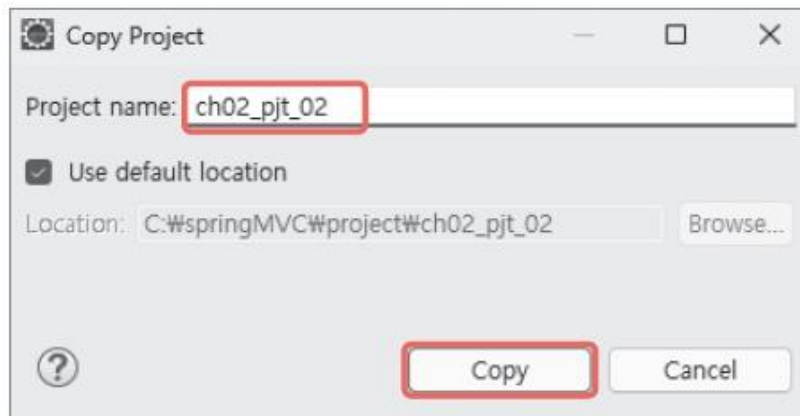 Copy Project
Project name: ch02_pjt_02
Use default location
Location: C:₩springMVC₩project₩ch02_pjt_02 Browse...
? Copy Cancel